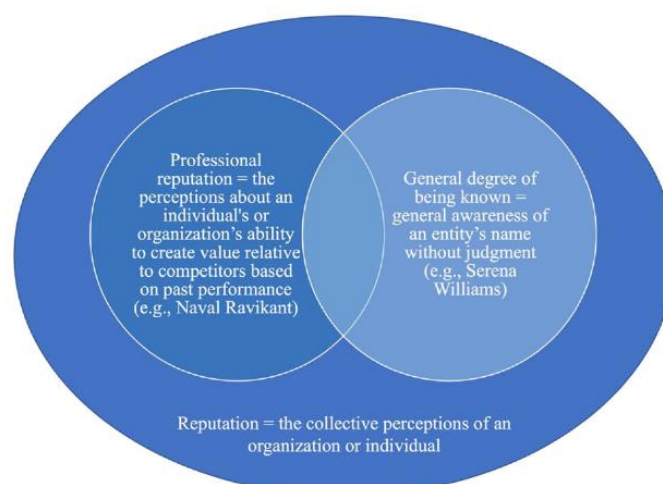 Professional
reputation = the
perceptions about an
individual's or
organization's ability
to create value relative
to competitors based
on past performance
(e.g., Naval Ravikant)
General degree of
being known =
general awareness of
an entity's name
without judgment
(e.g., Serena
Williams)
Reputation = the collective perceptions of an
organization or individual